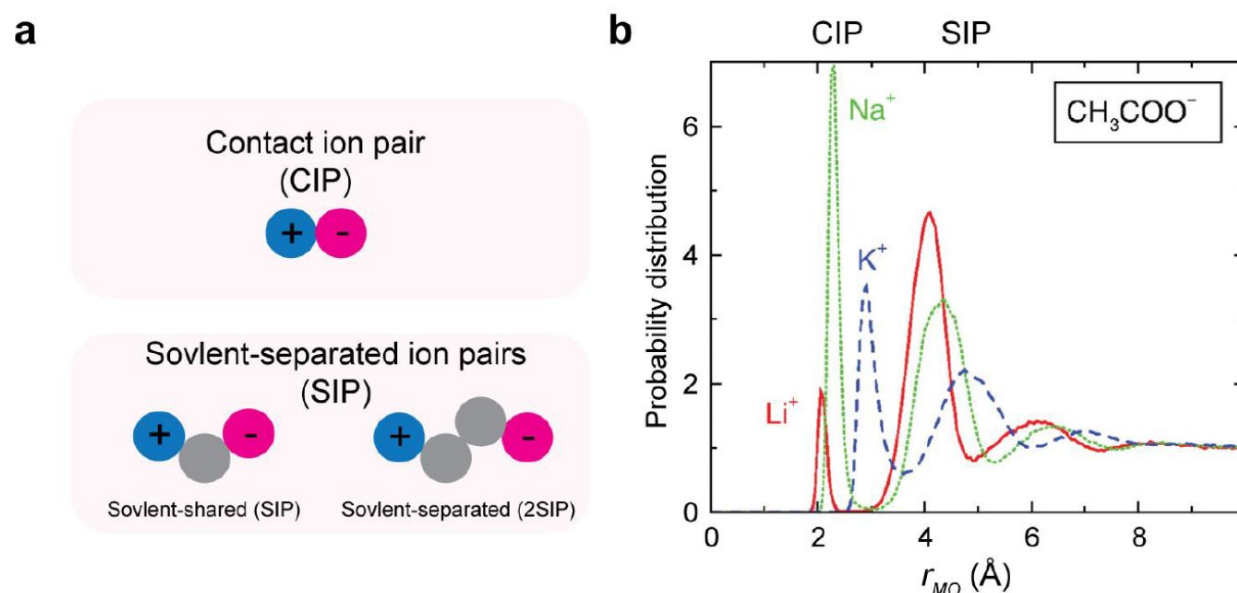 a
Contact ion pair
(CIP)
+ -
Sovlent-separated ion pairs
(SIP)
+ -
+ -
Sovlent-shared (SIP)
Sovlent-separated (2SIP)
b
CIP
SIP
Probability distribution
6
4
2
0
Na⁺
K⁺
Li⁺
CH₃COO⁻
0 2 4 6 8
r_MO (Å)